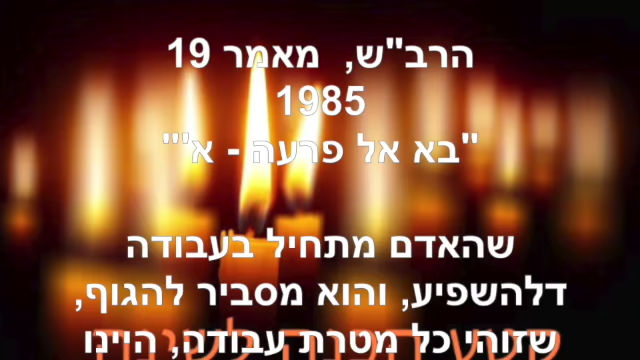 הרב"ש, מאמר 19
1985
"בא אל פרעה - א'"
שהאדם מתחיל בעבודה
דלהשפיע, והוא מסביר להגוף,
שזוהי כל מטרת עבודה, היינו